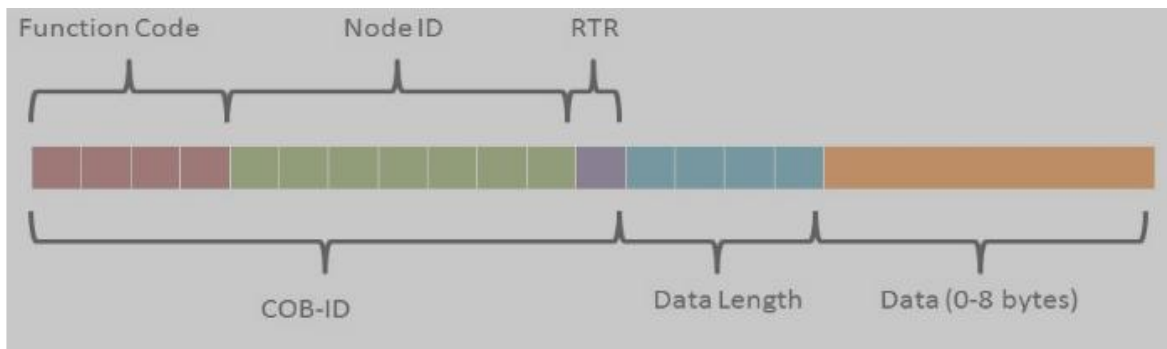 Function Code Node ID RTR
COB-ID Data Length Data (0-8 bytes)